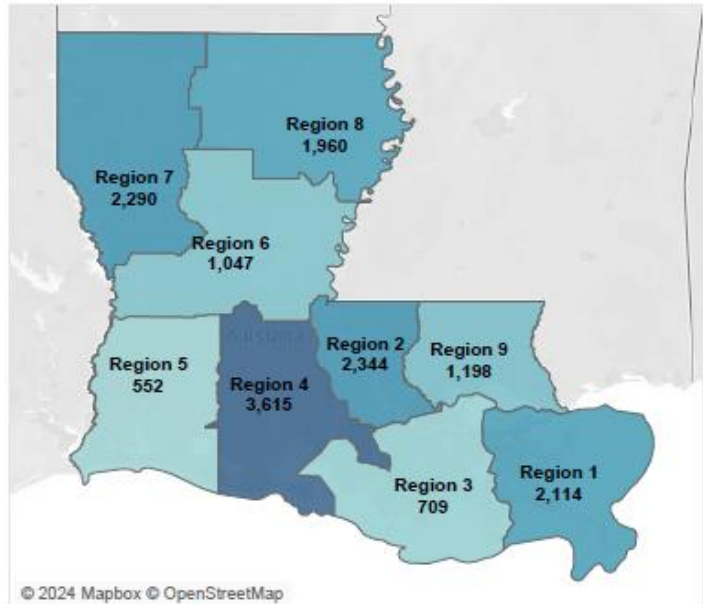 Region 8
1,960
Region 7
2,290
Region 6
1,047
Region 5
552
Region 4
3,615
Region 2
2,344
Region 9
1,198
Region 3
709
Region 1
2,114
© 2024 Mapbox © OpenStreetMap